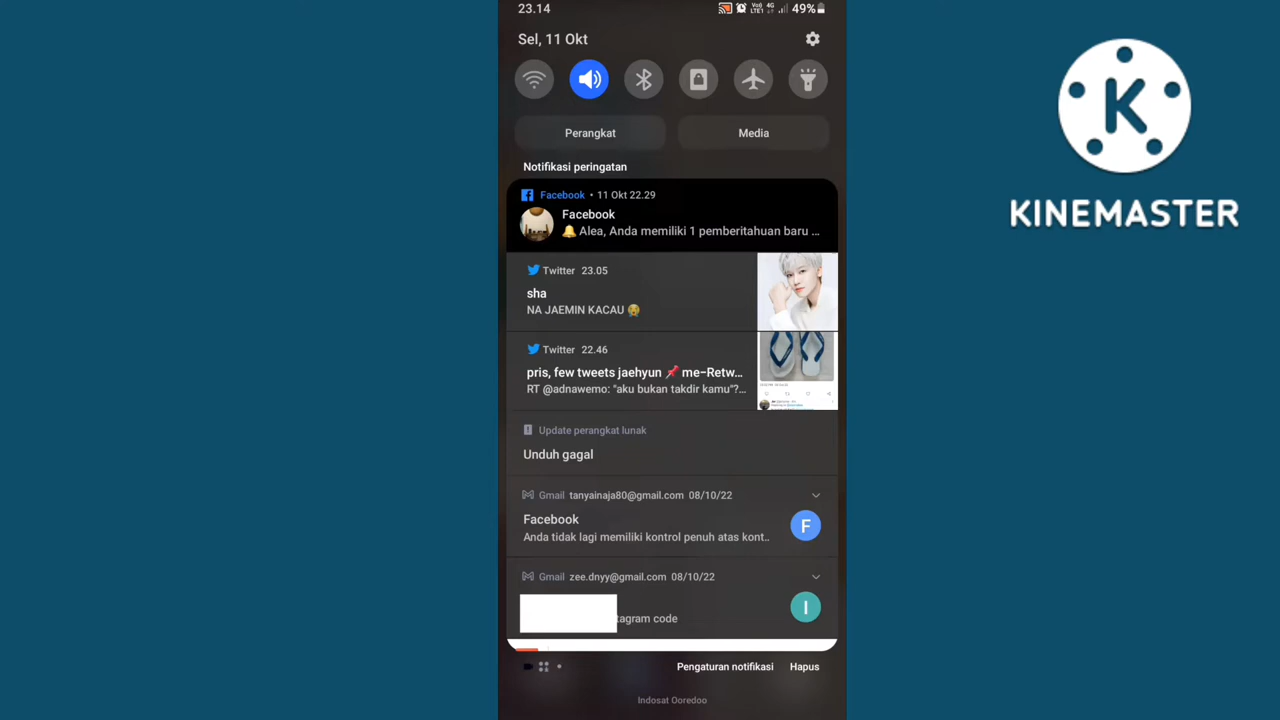 23.14
Vo))
LTE1
4G
49%
Sel, 11 Okt
Perangkat
Media
Notifikasi peringatan
Facebook • 11 Okt 22.29
Facebook
🔔 Alea, Anda memiliki 1 pemberitahuan baru ...
Twitter 23.05
sha
NA JAEMIN KACAU 😭
Twitter 22.46
pris, few tweets jaehyun 📌 me-Retw...
RT @adnawemo: "aku bukan takdir kamu"?...
Update perangkat lunak
Unduh gagal
Gmail tanyainaja80@gmail.com 08/10/22
Facebook
Anda tidak lagi memiliki kontrol penuh atas kont..
F
Gmail zee.dnyy@gmail.com 08/10/22
tagram code
I
Pengaturan notifikasi
Hapus
Indosat Ooredoo
K
KINEMASTER